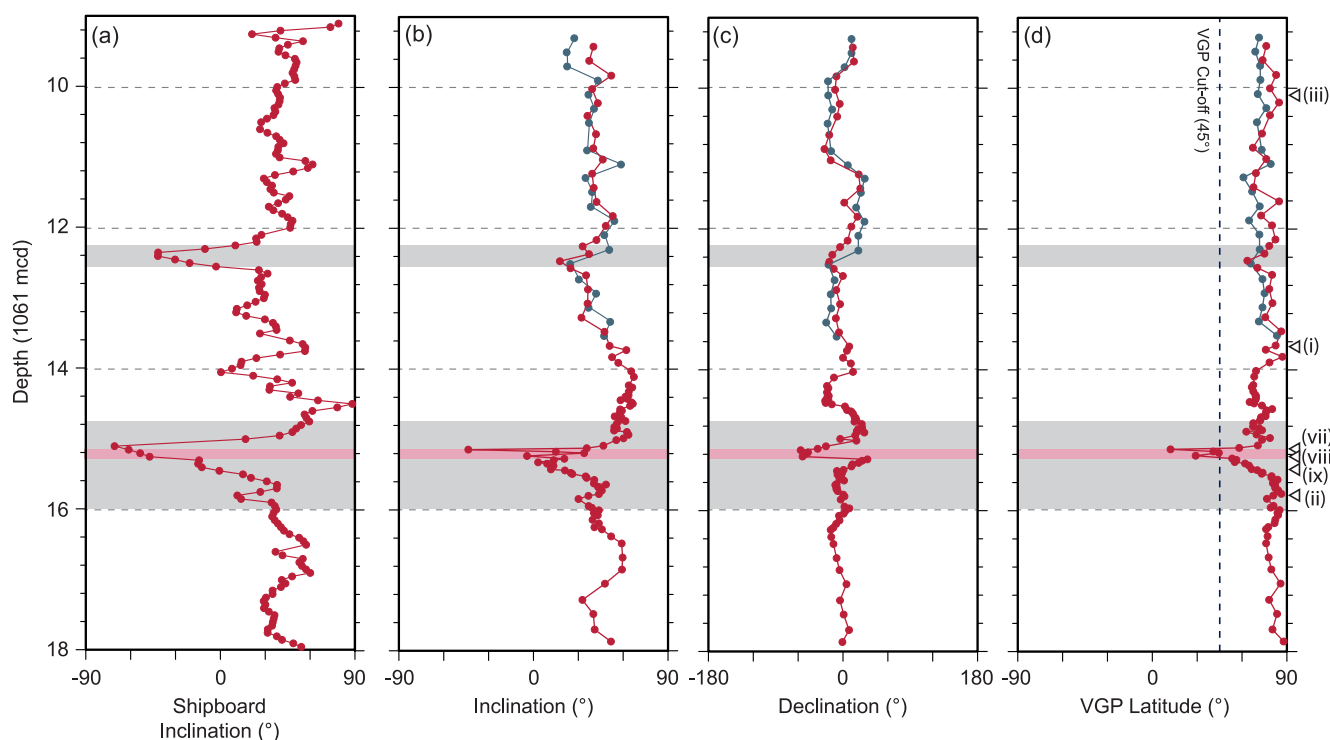 (a)
(b)
(c)
(d)
VGP Cut-off (45°)
10
12
14
16
18
Depth (1061 mcd)
(iii)
(i)
(vii)
(viii)
(ix)
(ii)
-90
0
90
-90
0
90
-180
0
180
-90
0
90
Shipboard
Inclination (°)
Inclination (°)
Declination (°)
VGP Latitude (°)